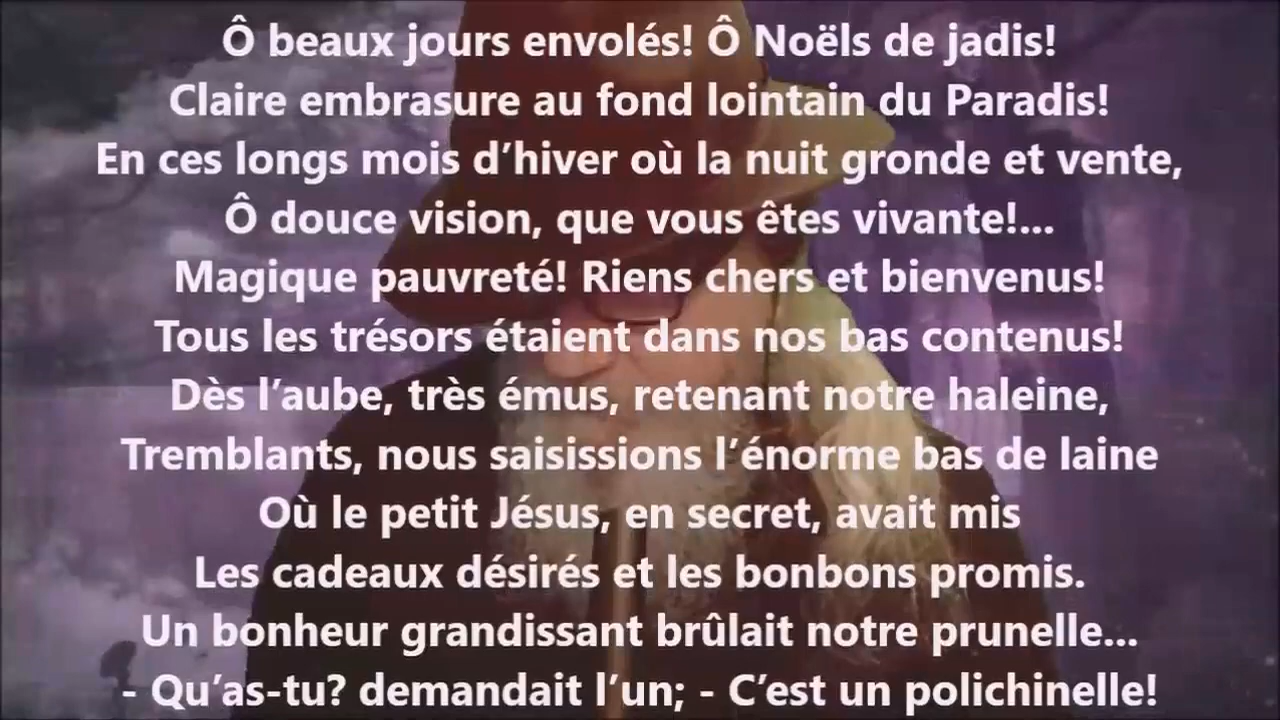 Ô beaux jours envolés! Ô Noëls de jadis!
Claire embrasure au fond lointain du Paradis!
En ces longs mois d’hiver où la nuit gronde et vente,
Ô douce vision, que vous êtes vivante!...
Magique pauvreté! Riens chers et bienvenus!
Tous les trésors étaient dans nos bas contenus!
Dès l’aube, très émus, retenant notre haleine,
Tremblants, nous saisissions l’énorme bas de laine
Où le petit Jésus, en secret, avait mis
Les cadeaux désirés et les bonbons promis.
Un bonheur grandissant brûlait notre prunelle...
- Qu’as-tu? demandait l’un; - C’est un polichinelle!